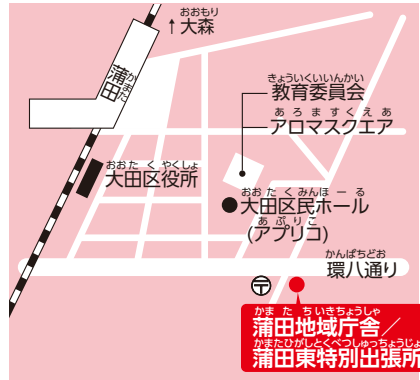 おおもり
↑大森
かまた
蒲田
きょういくいいんかい
教育委員会
あろますくえあ
アロマスクエア
おおたくやくしょ
大田区役所
おおたくみんほーる
●大田区民ホール
あぷりこ
(アプリコ)
かんぱちどお
環八通り
〒
かまたちいきちょうしゃ
蒲田地域庁舎／
かまたひがしとくべつしゅっちょうじょ
蒲田東特別出張所